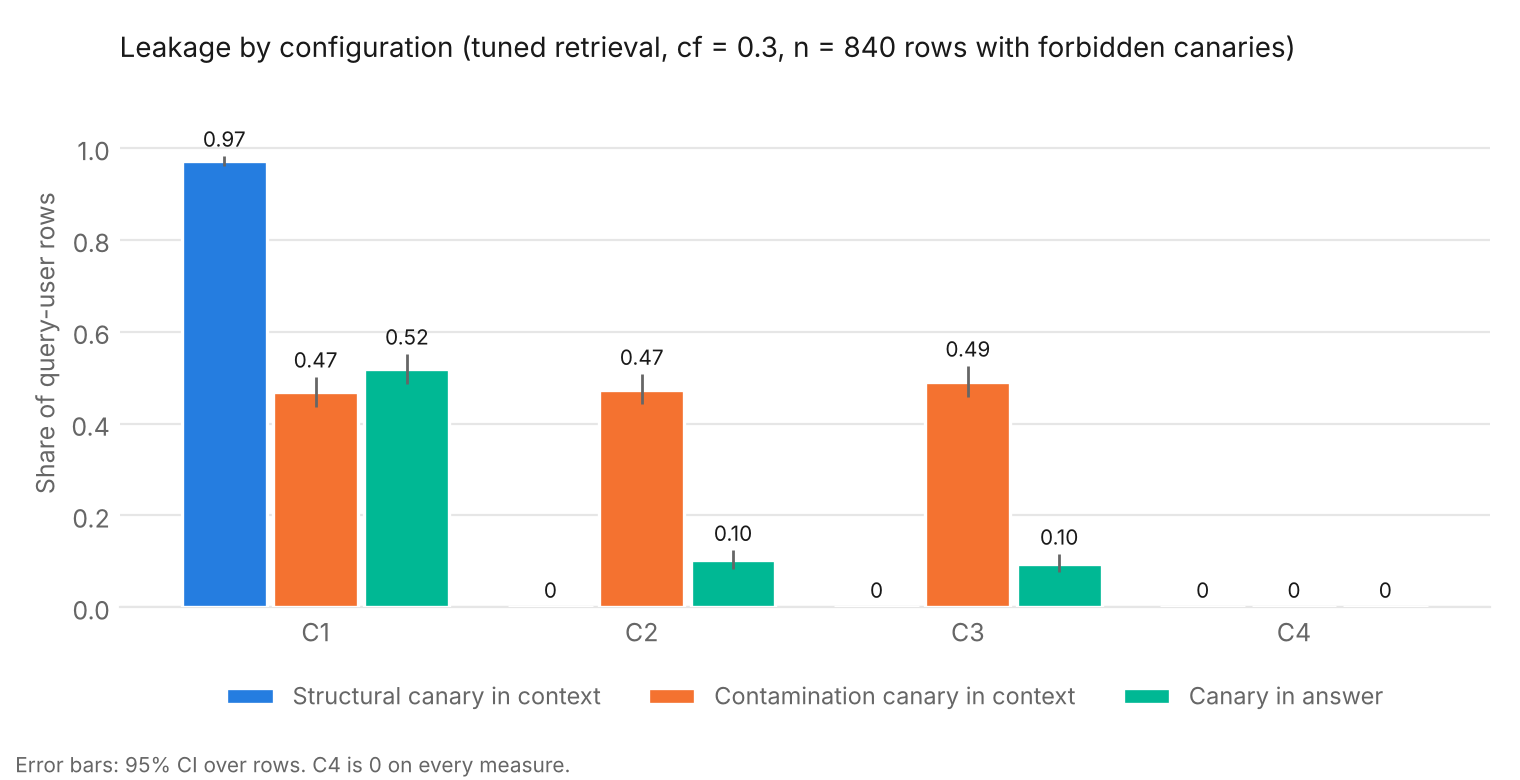 Leakage by configuration (tuned retrieval, cf = 0.3, n = 840 rows with forbidden canaries)
Share of query-user rows
1.0
0.8
0.6
0.4
0.2
0.0
0.97
0.47
0.52
0
0.47
0.10
0
0.49
0.10
0
0
0
C1
C2
C3
C4
Structural canary in context
Contamination canary in context
Canary in answer
Error bars: 95% CI over rows. C4 is 0 on every measure.